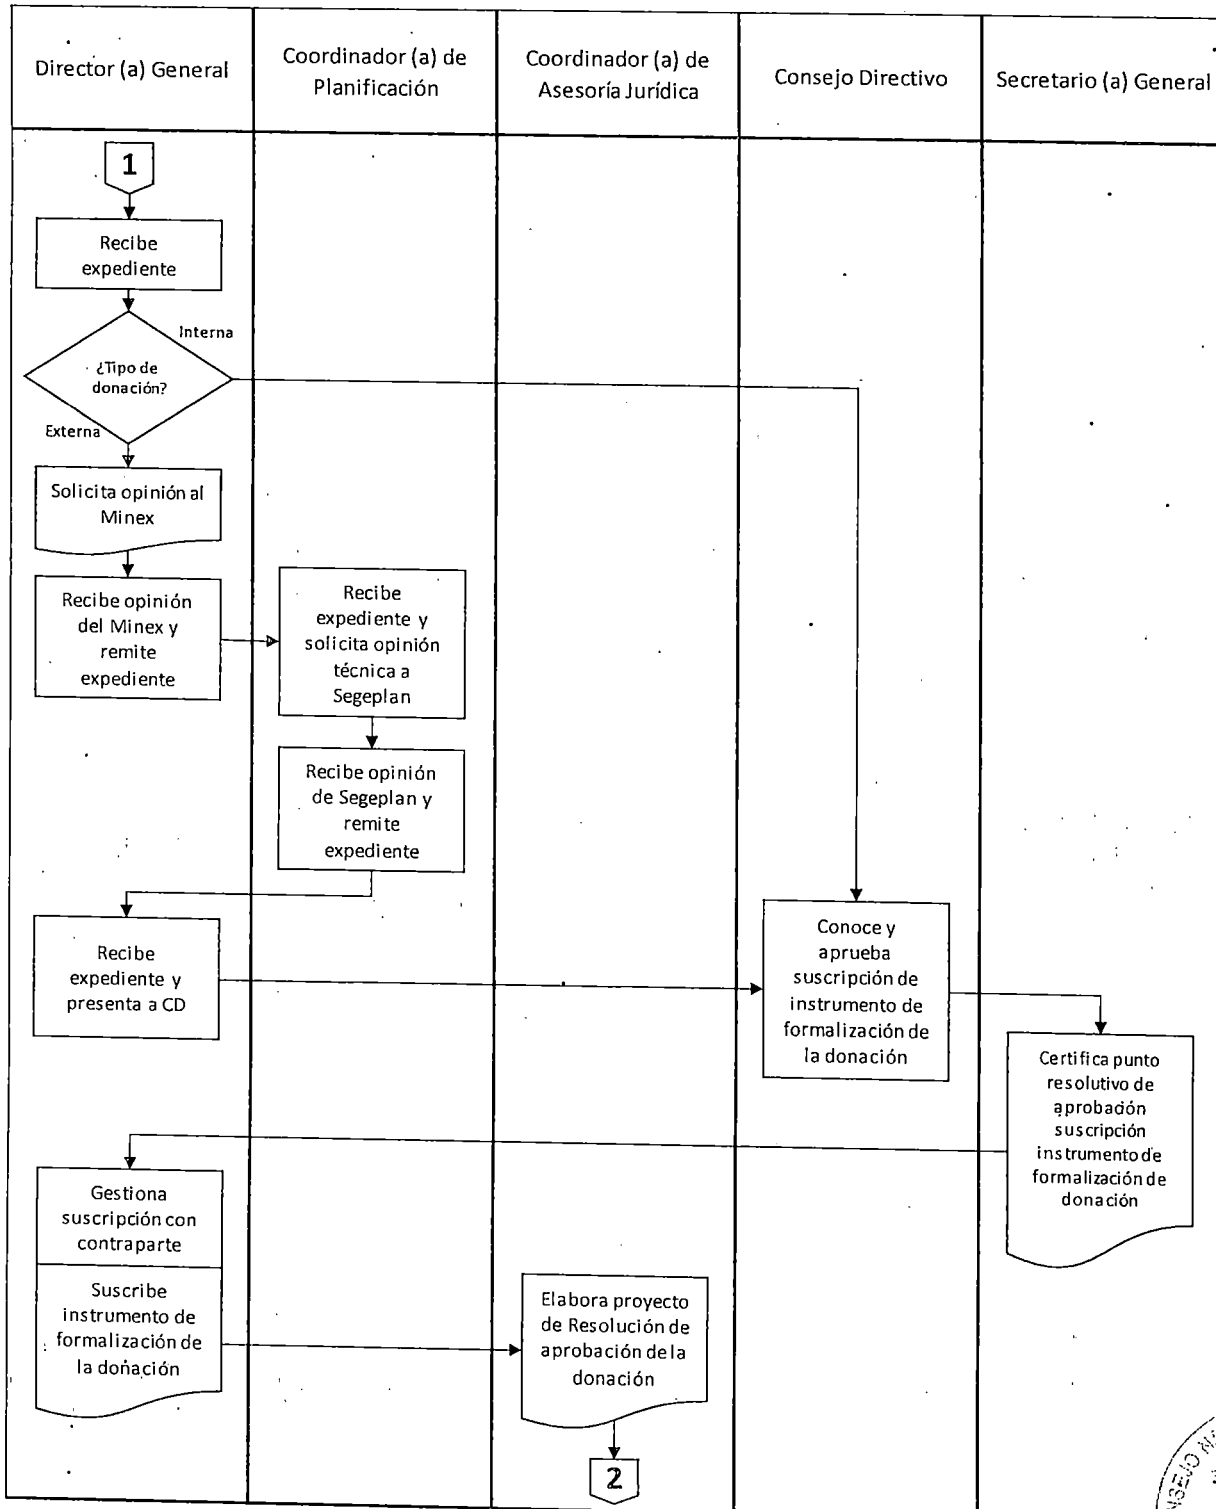 Director (a) General
Coordinador (a) de
Planificación
Coordinador (a) de
Asesoría Jurídica
Consejo Directivo
Secretario (a) General
1
Recibe
expediente
¿Tipo de
donación?
Interna
Externa
Solicita opinión al
Minex
Recibe opinión
del Minex y
remite
expediente
Recibe
expediente y
solicita opinión
técnica a
Segeplan
Recibe opinión
de Segeplan y
remite
expediente
Recibe
expediente y
presenta a CD
Conoce y
aprueba
suscripción de
instrumento de
formalización de
la donación
Certifica punto
resolutivo de
aprobación
suscripción
instrumento de
formalización de
donación
Gestiona
suscripción con
contraparte
Suscribe
instrumento de
formalización de
la donación
Elabora proyecto
de Resolución de
aprobación de la
donación
2